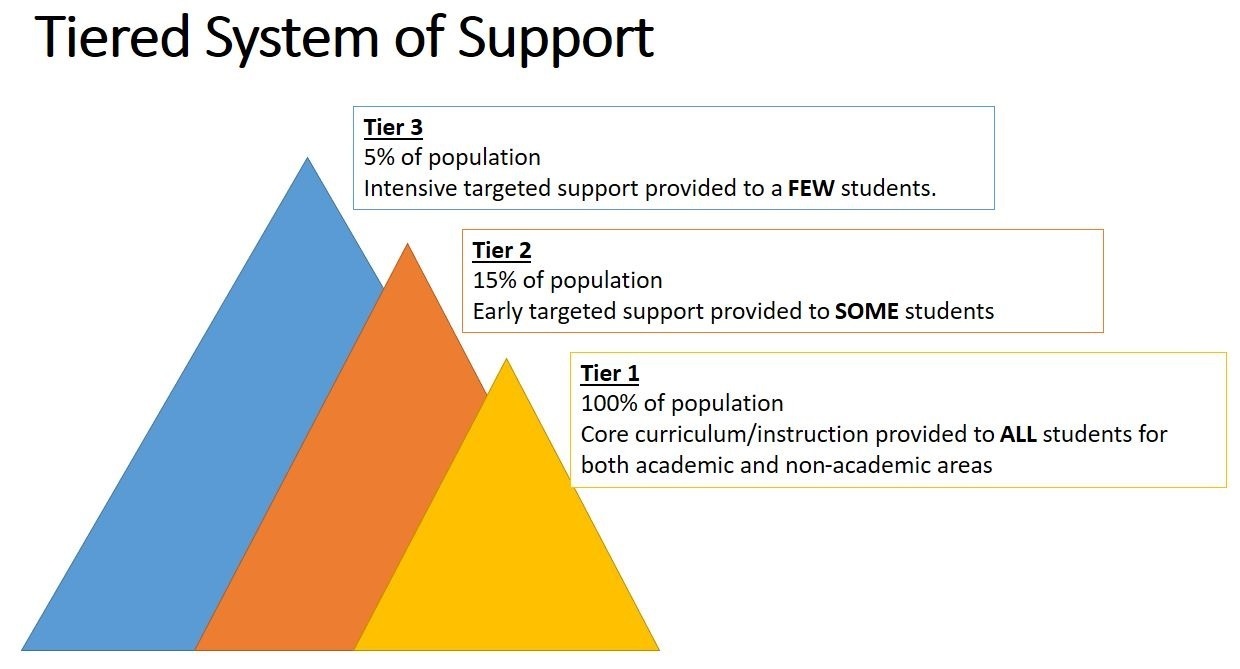 Tiered System of Support
Tier 3
5% of population
Intensive targeted support provided to a FEW students.
Tier 2
15% of population
Early targeted support provided to SOME students
Tier 1
100% of population
Core curriculum/instruction provided to ALL students for
both academic and non-academic areas